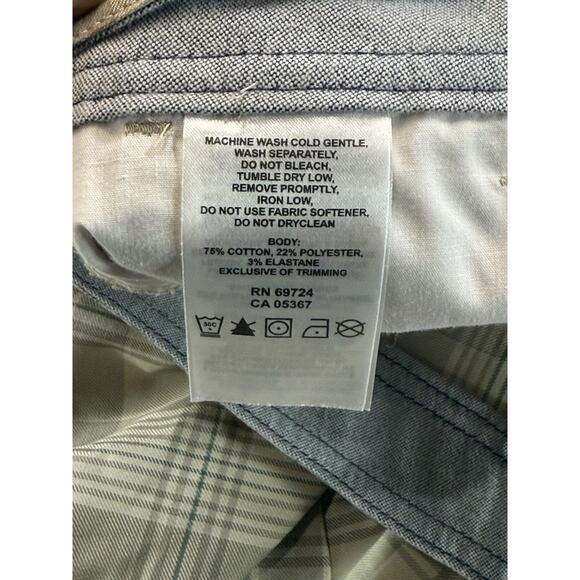 MACHINE WASH COLD GENTLE,
WASH SEPARATELY,
DO NOT BLEACH,
TUMBLE DRY LOW,
REMOVE PROMPTLY,
IRON LOW,
DO NOT USE FABRIC SOFTENER,
DO NOT DRYCLEAN
BODY:
75% COTTON, 22% POLYESTER,
3% ELASTANE
EXCLUSIVE OF TRIMMING
RN 69724
CA 05367
30C